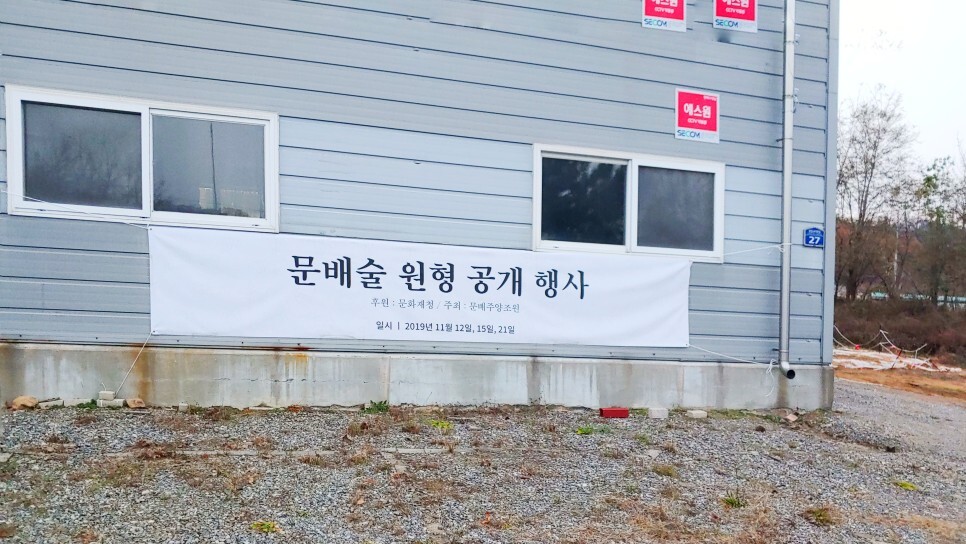 에스원
SECOM
에스원
SECOM
에스원
SECOM
27
문배술 원형 공개 행사
후원 : 문화재청 / 주최 : 문배주양조원
일시 | 2019년 11월 12일, 15일, 21일